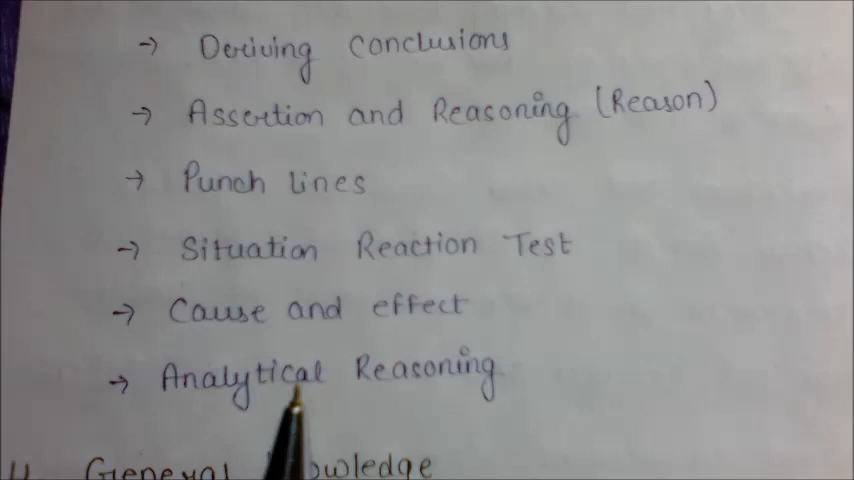 → Deriving Conclusions
→ Assertion and Reasoning (Reason)
→ Punch lines
→ Situation Reaction Test
→ Cause and effect
→ Analytical Reasoning
General